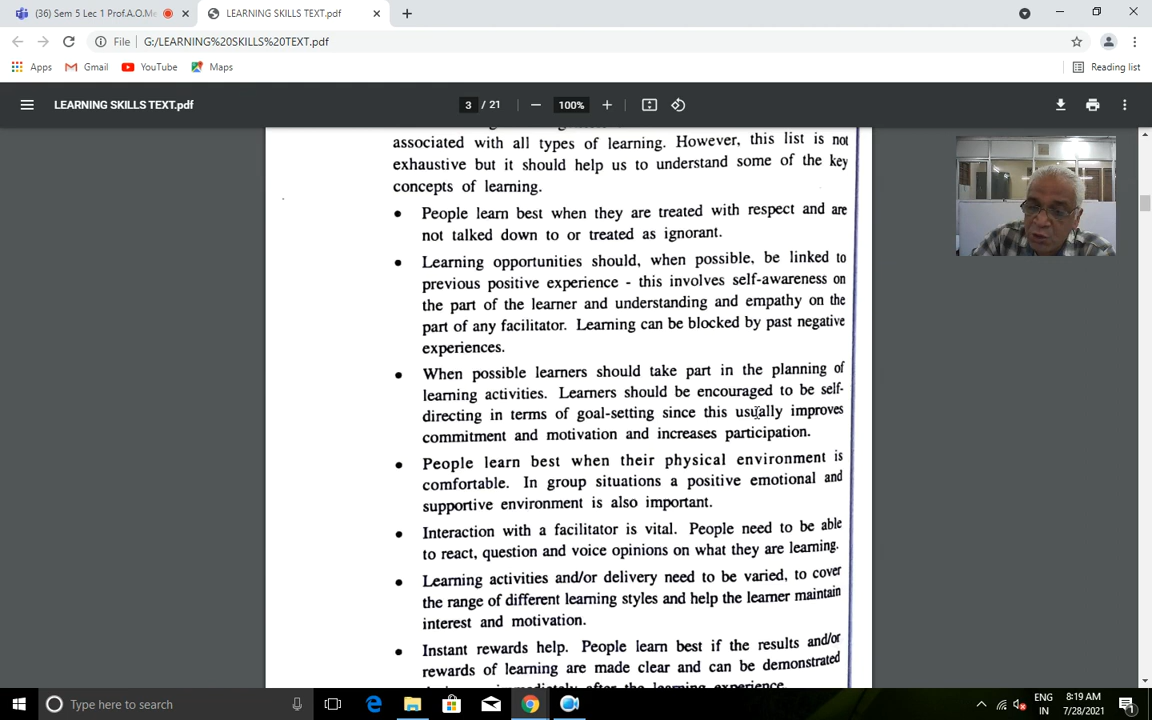 (36) Sem 5 Lec 1 Prof.A.O.Me
LEARNING SKILLS TEXT.pdf
File G:/LEARNING%20SKILLS%20TEXT.pdf
Apps Gmail YouTube Maps Reading list
LEARNING SKILLS TEXT.pdf 3 / 21 100%
associated with all types of learning. However, this list is not
exhaustive but it should help us to understand some of the key
concepts of learning.
• People learn best when they are treated with respect and are
not talked down to or treated as ignorant.
• Learning opportunities should, when possible, be linked to
previous positive experience - this involves self-awareness on
the part of the learner and understanding and empathy on the
part of any facilitator. Learning can be blocked by past negative
experiences.
• When possible learners should take part in the planning of
learning activities. Learners should be encouraged to be self-
directing in terms of goal-setting since this usually improves
commitment and motivation and increases participation.
• People learn best when their physical environment is
comfortable. In group situations a positive emotional and
supportive environment is also important.
• Interaction with a facilitator is vital. People need to be able
to react, question and voice opinions on what they are learning.
• Learning activities and/or delivery need to be varied, to cover
the range of different learning styles and help the learner maintain
interest and motivation.
• Instant rewards help. People learn best if the results and/or
rewards of learning are made clear and can be demonstrated
immediately after the learning experience.
Type here to search
ENG
IN
8:19 AM
7/28/2021
1